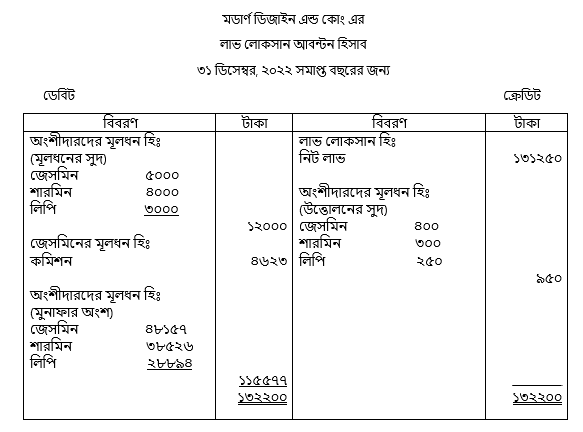 মডার্ণ ডিজাইন এন্ড কোং এর
লাভ লোকসান আবন্টন হিসাব
৩১ ডিসেম্বর, ২০২২ সমাপ্ত বছরের জন্য
ডেবিট ক্রেডিট
বিবরণ টাকা বিবরণ টাকা
অংশীদারদের মূলধন হিঃ লাভ লোকসান হিঃ
(মূলধনের সুদ) নিট লাভ ১৩১২৫০
জেসমিন ৫০০০
শারমিন ৪০০০ অংশীদারদের মূলধন হিঃ
লিপি ৩০০০ (উত্তোলনের সুদ)
১২০০০ জেসমিন ৪০০
জেসমিনের মূলধন হিঃ শারমিন ৩০০
কমিশন ৪৬২৩ লিপি ২৫০
৯৫০
অংশীদারদের মূলধন হিঃ
(মুনাফার অংশ)
জেসমিন ৪৮১৫৭
শারমিন ৩৮৫২৬
লিপি ২৮৮৯৪
১১৫৫৭৭
১৩২২০০ ১৩২২০০